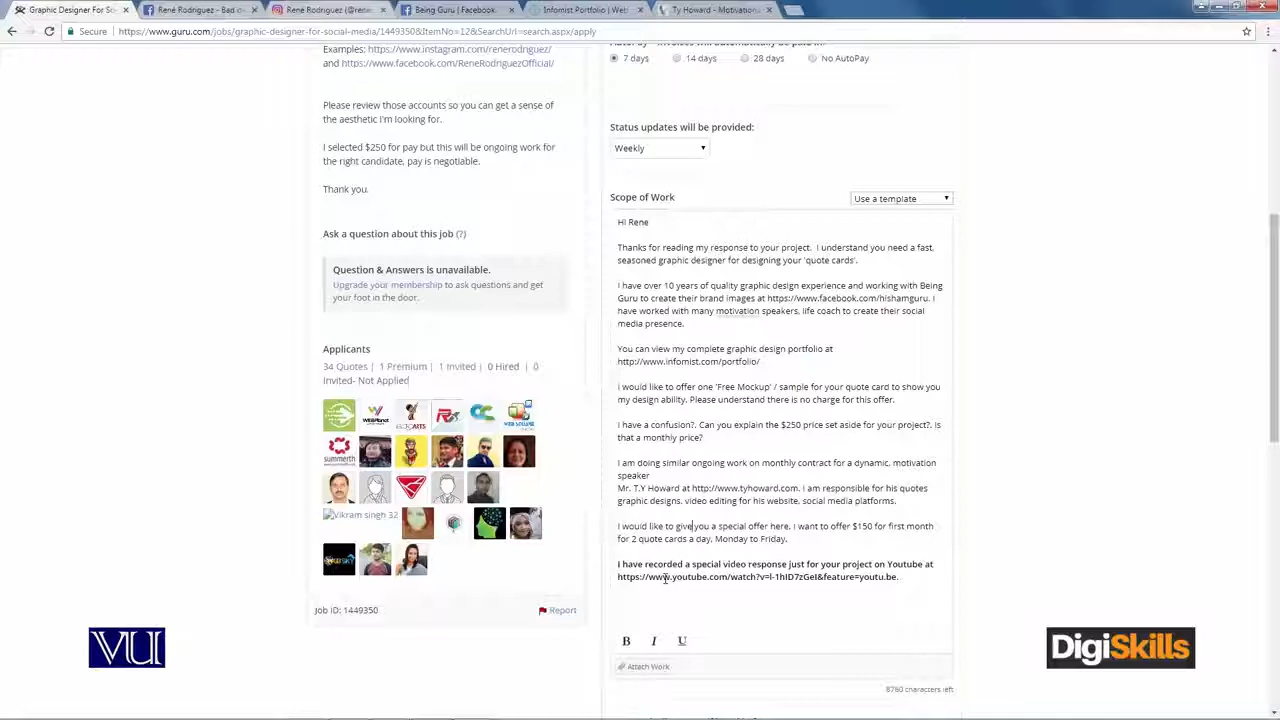 Graphic Designer For So
René Rodriguez - Bad
René Rodriguez (@rene
Being Guru | Facebook
Infomist Portfolio | Web
Ty Howard - Motivation
Secure | https://www.guru.com/jobs/graphic-designer-for-social-media/1449350&ItemNo=12&SearchUrl=search.aspx/apply
Examples: https://www.instagram.com/renerodriguez/
and https://www.facebook.com/ReneRodriguezOfficial/
Please review those accounts so you can get a sense of
the aesthetic I'm looking for.
I selected $250 for pay but this will be ongoing work for
the right candidate, pay is negotiable.
Thank you.
Ask a question about this job (?)
Question & Answers is unavailable.
Upgrade your membership to ask questions and get
your foot in the door.
Applicants
34 Quotes | 1 Premium | 1 Invited | 0 Hired | 0
Invited- Not Applied
Vikram singh 32
Job ID: 1449350
Report
7 days 14 days 28 days No AutoPay
Status updates will be provided:
Weekly
Scope of Work
Use a template
Hi Rene
Thanks for reading my response to your project. I understand you need a fast,
seasoned graphic designer for designing your 'quote cards'.
I have over 10 years of quality graphic design experience and working with Being
Guru to create their brand images at https://www.facebook.com/hishamguru. I
have worked with many motivation speakers, life coach to create their social
media presence.
You can view my complete graphic design portfolio at
http://www.infomist.com/portfolio/
I would like to offer one 'Free Mockup' / sample for your quote card to show you
my design ability. Please understand there is no charge for this offer.
I have a confusion?. Can you explain the $250 price set aside for your project?. Is
that a monthly price?
I am doing similar ongoing work on monthly contract for a dynamic, motivation
speaker
Mr. T.Y Howard at http://www.tyhoward.com. I am responsible for his quotes
graphic designs, video editing for his website, social media platforms.
I would like to give you a special offer here. I want to offer $150 for first month
for 2 quote cards a day, Monday to Friday.
I have recorded a special video response just for your project on Youtube at
https://www.youtube.com/watch?v=l-1hID7zGeI&feature=youtu.be.
B I U
Attach Work
8760 characters left
VU
DigiSkills